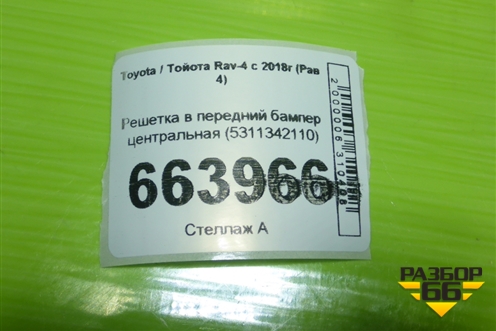 Toyota / Тойота Rav-4 с 2018г (Рав
4)
Решетка в передний бампер
центральная (5311342110)
663966
Стеллаж А
РАЗБОР
66